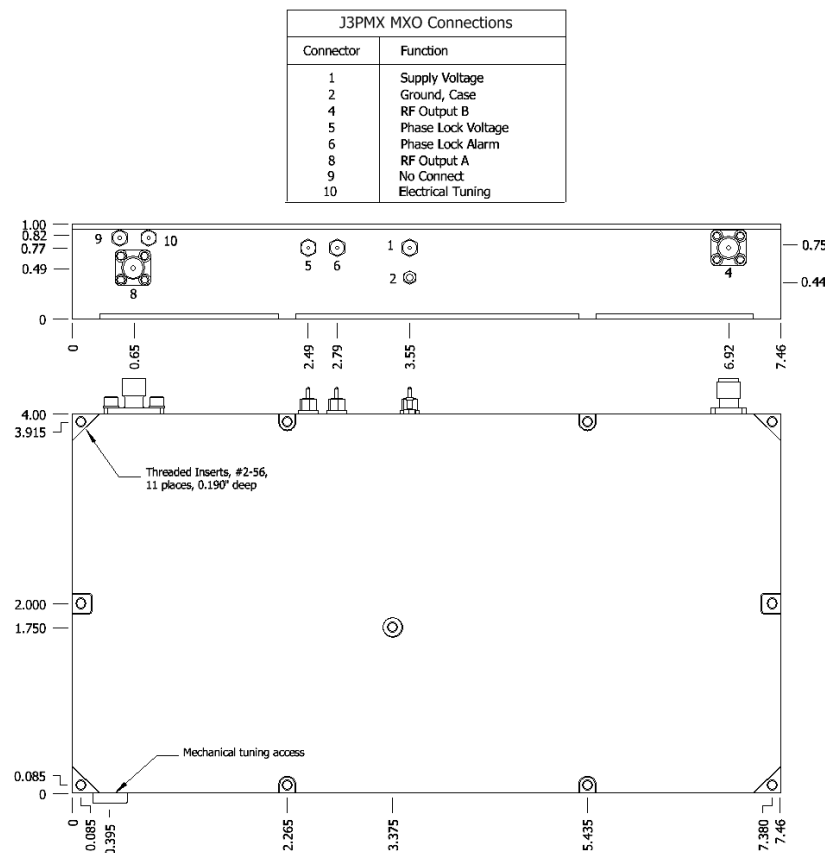 J3PMX MXO Connections
Connector Function
1 Supply Voltage
2 Ground, Case
4 RF Output B
5 Phase Lock Voltage
6 Phase Lock Alarm
8 RF Output A
9 No Connect
10 Electrical Tuning
1.00
0.82
0.77
0.49
0
9
10
8
5
6
1
2
4
0.75
0.44
0
0.65
2.49
2.79
3.55
6.92
7.46
4.00
3.915
Threaded Inserts, #2-56,
11 places, 0.190" deep
2.000
1.750
Mechanical tuning access
0.085
0
0
0.085
0.395
2.265
3.375
5.435
7.380
7.46